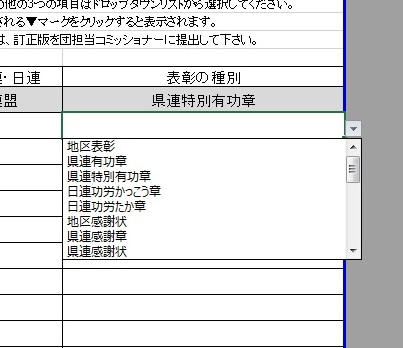 の他の3つの項目はドロップダウンリストから選択してください。
される▼マークをクリックすると表示されます。
は、訂正版を団担当コミッショナーに提出して下さい。
・日連 表彰の種別
盟 県連特別有功章
地区表彰
県連有功章
県連特別有功章
日連功労かっこう章
日連功労たか章
地区感謝状
県連感謝章
県連感謝状